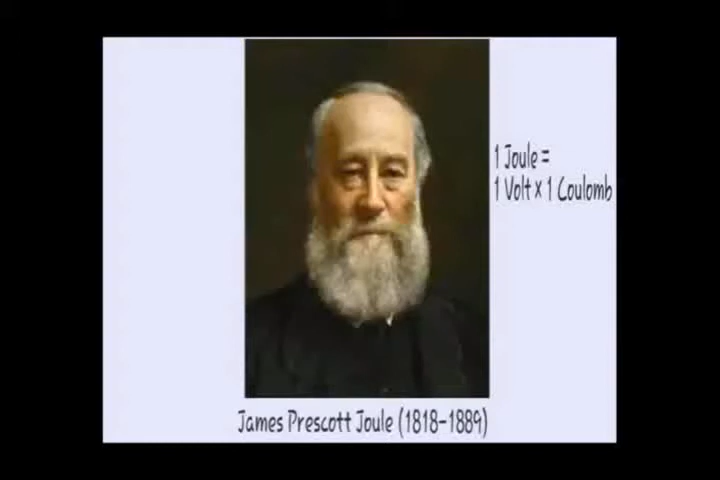 1 Joule =
1 Volt × 1 Coulomb
James Prescott Joule (1818-1889)